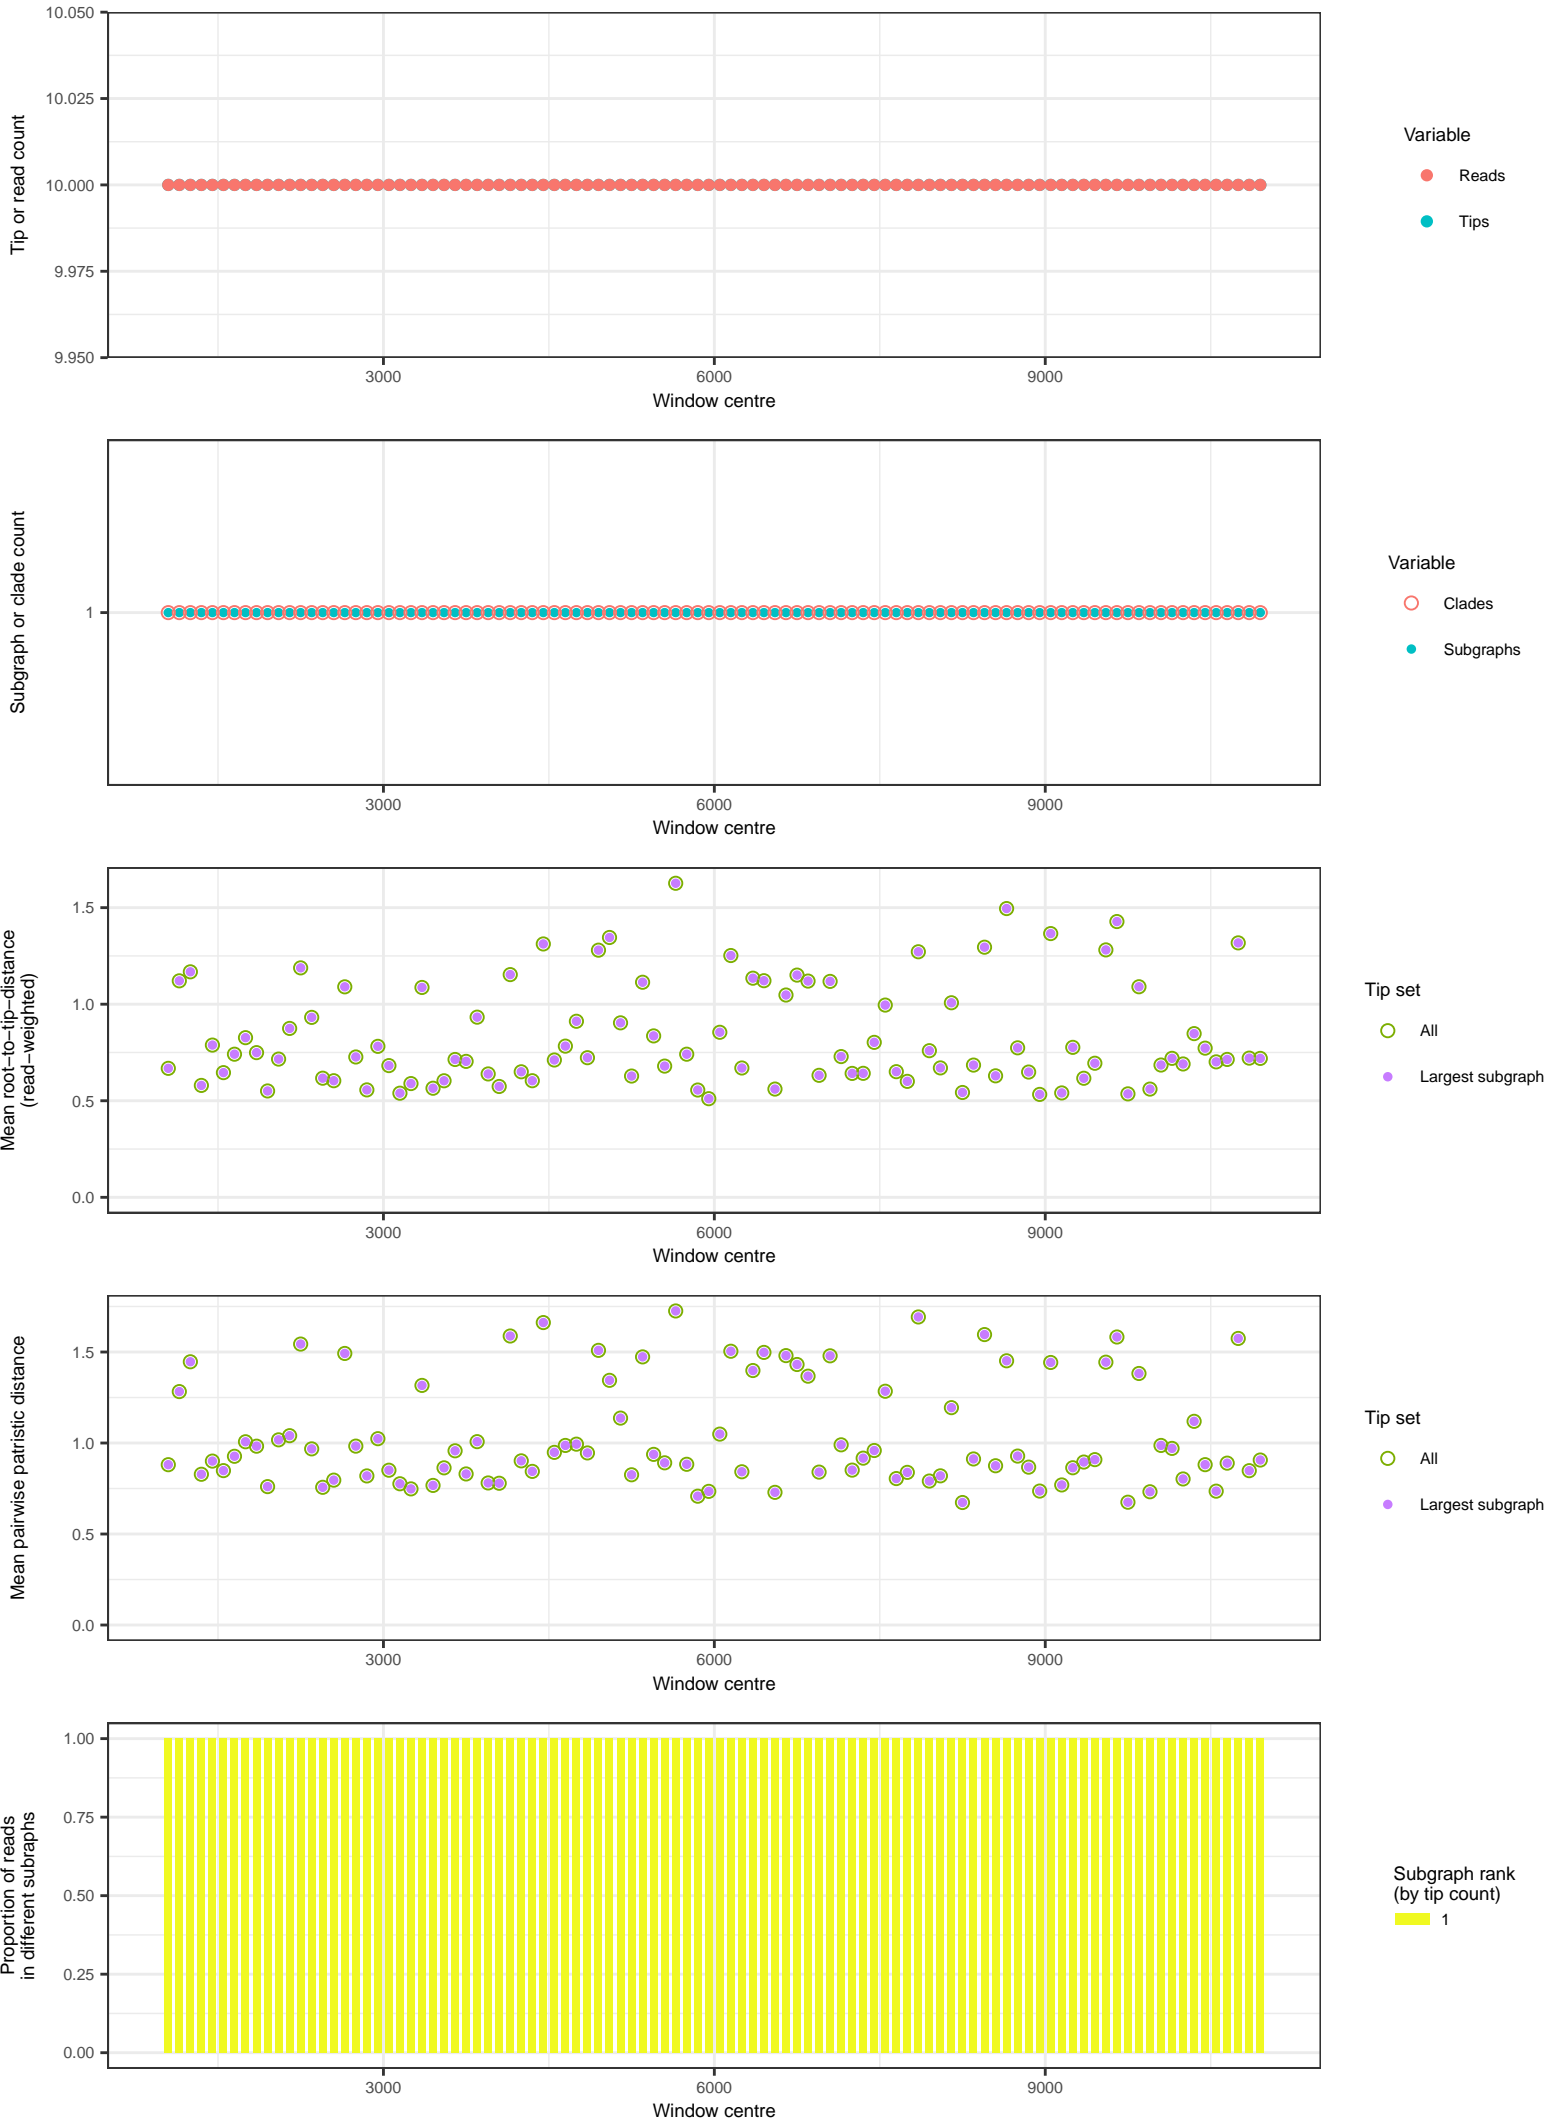 10.050
10.025
10.000
9.975
9.950
Tip or read count
3000
6000
9000
Window centre
Variable
Reads
Tips
1
Subgraph or clade count
3000
6000
9000
Window centre
Variable
Clades
Subgraphs
1.5
1.0
0.5
0.0
Mean root−to−tip−distance
(read−weighted)
3000
6000
9000
Window centre
Tip set
All
Largest subgraph
1.5
1.0
0.5
0.0
Mean pairwise patristic distance
3000
6000
9000
Window centre
Tip set
All
Largest subgraph
1.00
0.75
0.50
0.25
0.00
Proportion of reads
in different subraphs
3000
6000
9000
Window centre
Subgraph rank
(by tip count)
1